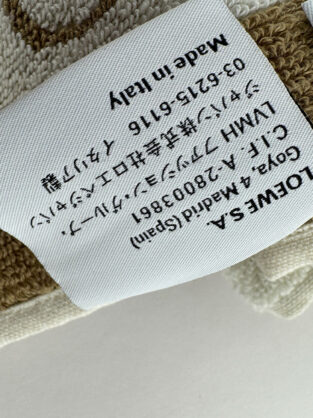 LOEWE S.A.
Goya, 4 Madrid (Spain)
C.I.F. A-28003861
LVMH ファッション・グループ・
ジャパン株式会社ロエベジャパン
03-6215-6116 イタリア製
Made in Italy